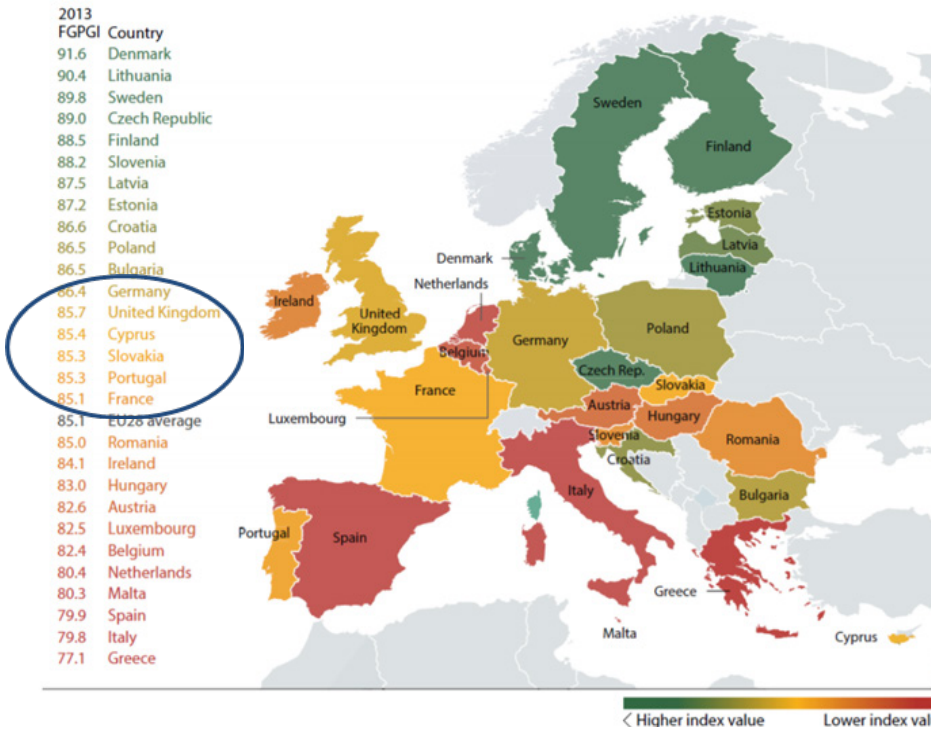 2013
FGPGI Country
91.6 Denmark
90.4 Lithuania
89.8 Sweden
89.0 Czech Republic
88.5 Finland
88.2 Slovenia
87.5 Latvia
87.2 Estonia
86.6 Croatia
86.5 Poland
86.5 Bulgaria
86.4 Germany
85.7 United Kingdom
85.4 Cyprus
85.3 Slovakia
85.3 Portugal
85.1 France
85.1 EU28 average
85.0 Romania
84.1 Ireland
83.0 Hungary
82.6 Austria
82.5 Luxembourg
82.4 Belgium
80.4 Netherlands
80.3 Malta
79.9 Spain
79.8 Italy
77.1 Greece
Sweden
Finland
Estonia
Latvia
Lithuania
Denmark
Netherlands
Ireland
United
Kingdom
Belgium
Germany
Poland
Czech Rep.
Slovakia
France
Luxembourg
Austria
Hungary
Slovenia
Croatia
Romania
Bulgaria
Italy
Portugal
Spain
Greece
Malta
Cyprus
< Higher index value
Lower index val